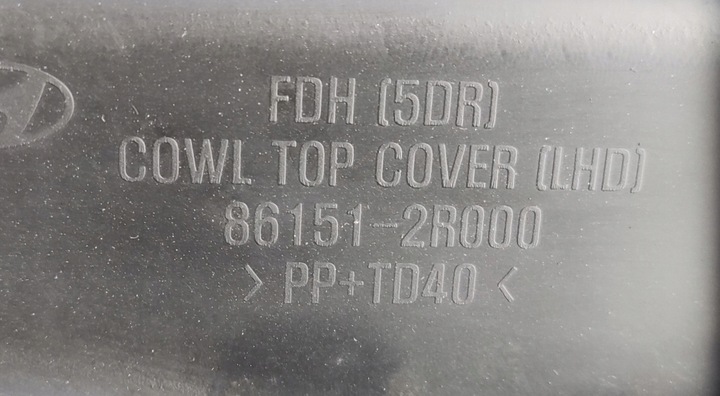 FDH (5DR)
COWL TOP COVER (LHD)
86151-2R000
> PP+TD40 <